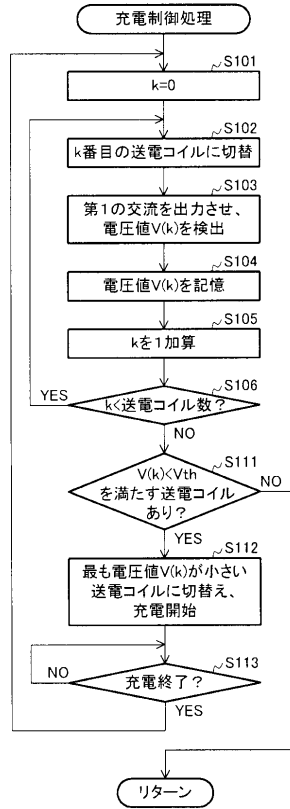 充電制御処理
S101
k=0
S102
k番目の送電コイルに切替
S103
第1の交流を出力させ、
電圧値V(k)を検出
S104
電圧値V(k)を記憶
S105
kを1加算
S106
k<送電コイル数？
YES
NO
S111
V(k)<Vth
を満たす送電コイル
あり？
NO
YES
S112
最も電圧値V(k)が小さい
送電コイルに切替え、
充電開始
S113
充電終了？
NO
YES
リターン